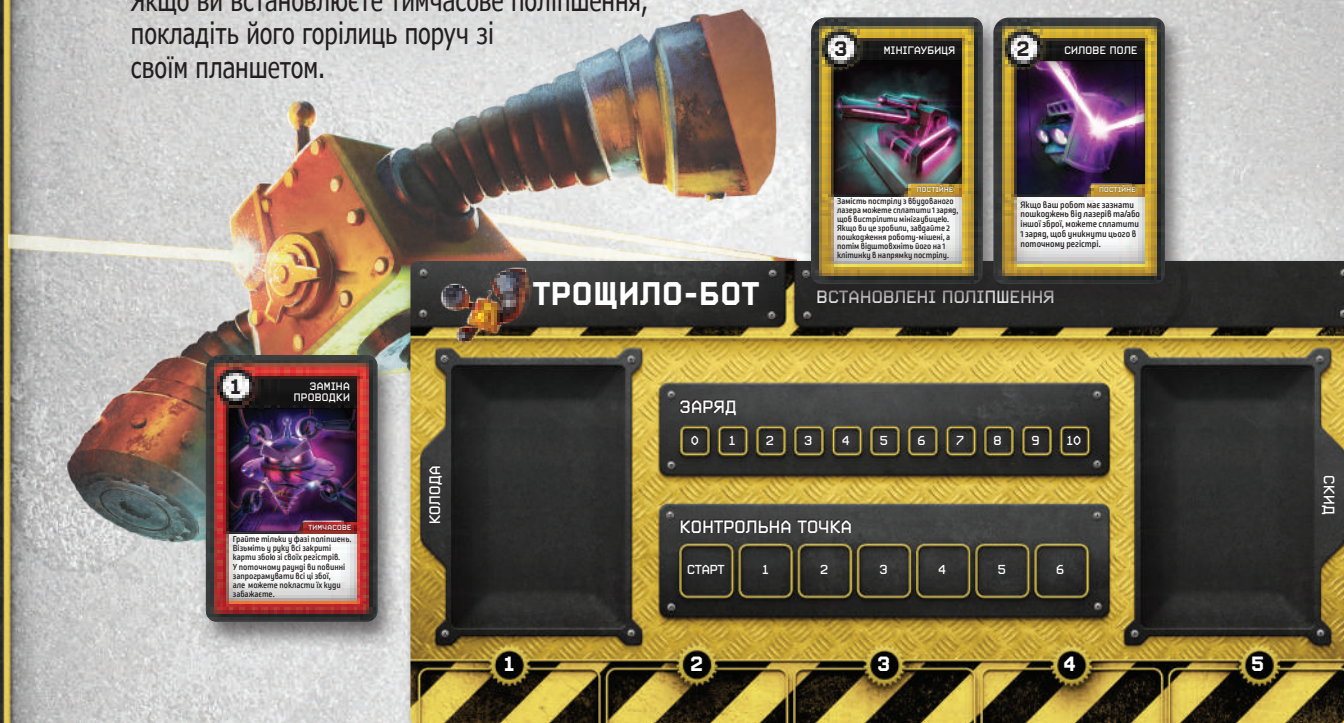 Якщо ви встановлюєте тимчасове поліпшення,
покладіть його горілиць поруч зі
своїм планшетом.
3
МІНІГАУБИЦЯ
ПОСТІЙНЕ
Замість пострілу з вбудованого
лазера можете сплатити 1 заряд,
щоб вистрілити мінігаубицею.
Якщо ви це зробили, завдайте 2
пошкодження роботу-мішені, а
потім відштовхніть його на 1
клітинку в напрямку пострілу.
2
СИЛОВЕ ПОЛЕ
ПОСТІЙНЕ
Якщо ваш робот має зазнати
пошкоджень від лазерів та/або
іншої зброї, можете сплатити
1 заряд, щоб уникнути цього в
поточному регістрі.
ТРОЩИЛО-БОТ
ВСТАНОВЛЕНІ ПОЛІПШЕННЯ
1
ЗАМІНА
ПРОВОДКИ
ТИМЧАСОВЕ
Грайте тільки у фазі поліпшень.
Візьміть у руку всі закриті
карти збою зі своїх регістрів.
У поточному раунді ви повинні
запрограмувати всі ці збої,
але можете покласти їх куди
забажаєте.
КОЛОДА
ЗАРЯД
0 1 2 3 4 5 6 7 8 9 10
КОНТРОЛЬНА ТОЧКА
СТАРТ 1 2 3 4 5 6
СКИД
1 2 3 4 5